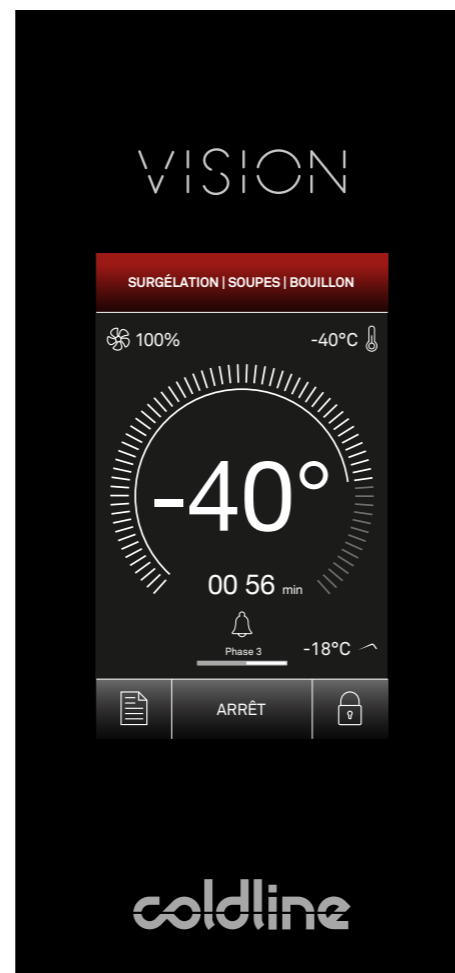 VISION
SURGÉLATION | SOUPES | BOUILLON
100% -40°C
-40°
00 56 min
Phase 3
-18°C
ARRÊT
coldline